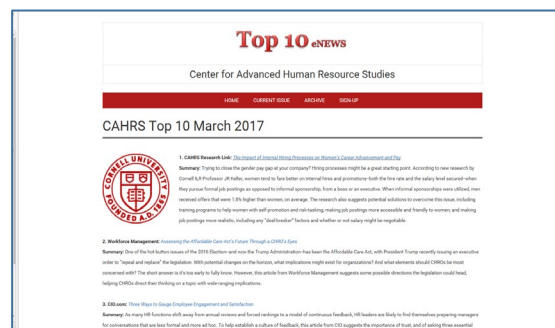 Top 10 eNEWS
Center for Advanced Human Resource Studies
HOME CURRENT ISSUE ARCHIVE SIGN-UP
CAHRS Top 10 March 2017
CORNELL UNIVERSITY
FOUNDED A.D. 1865
1. CAHRS Research Link: The Impact of Internal Hiring Processes on Women's Career Advancement and Pay
Summary: Trying to close the gender pay gap at your company? Hiring processes might be a great starting point. According to new research by
Cornell ILR Professor JR Keller, women tend to fare better on internal hires and promotions–both the hire rate and the salary level secured–when
they pursue formal job postings as opposed to informal sponsorship, from a boss or an executive. When informal sponsorships were utilized, men
received offers that were 1.8% higher than women, on average. The research also suggests potential solutions to overcome this issue, including
training programs to help women with self-promotion and risk-taking, making job postings more accessible and friendly to women, and making
job postings more realistic, including any "deal-breaker" factors and whether or not salary might be negotiable.
2. Workforce Management: Assessing the Affordable Care Act's Future Through a CHRO's Eyes
Summary: One of the hot-button issues of the 2016 Election–and now the Trump Administration–has been the Affordable Care Act, with President Trump recently issuing an executive
order to "repeal and replace" the legislation. With potential changes on the horizon, what implications might exist for organizations? And what elements should CHROs be most
concerned with? The short answer is it's too early to fully know. However, this article from Workforce Management suggests some possible directions the legislation could head,
helping CHROs direct their thinking on a topic with wide-ranging implications.
3. CIO.com: Three Ways to Gauge Employee Engagement and Satisfaction
Summary: As many HR functions shift away from annual reviews and forced rankings to a model of continuous feedback, HR leaders are likely to find themselves preparing managers
for conversations that are less formal and more ad hoc. To help establish a culture of feedback, this article from CIO suggests the importance of trust, and of asking three essential